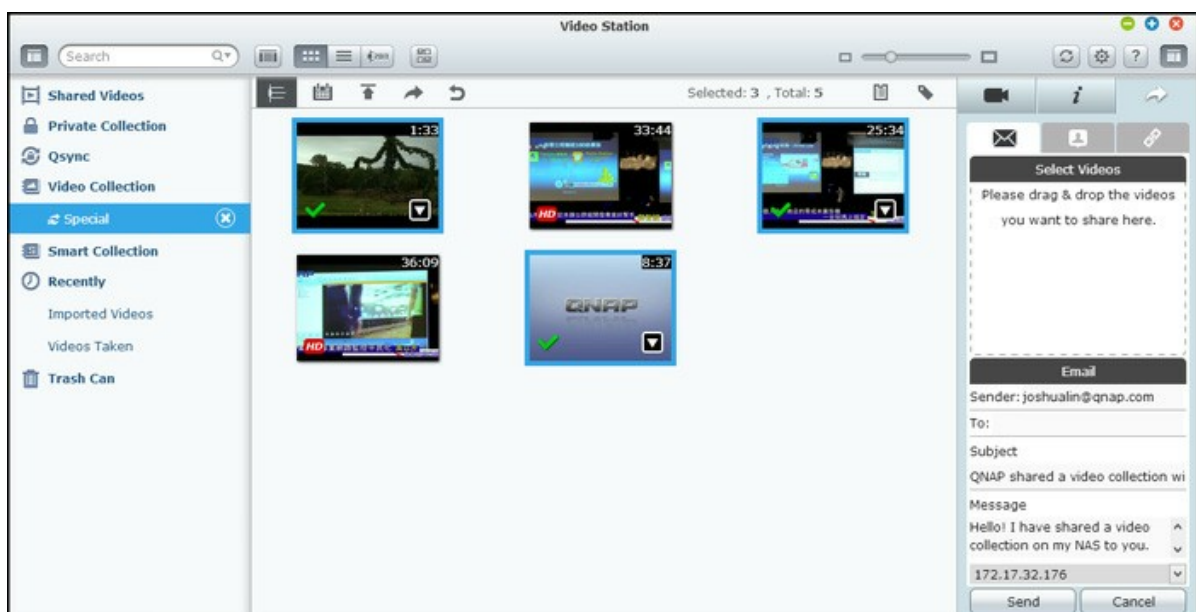 Video Station
Search
Shared Videos
Private Collection
Qsync
Video Collection
Special
Smart Collection
Recently
Imported Videos
Videos Taken
Trash Can
Selected: 3 , Total: 5
1:33
33:44
HD
25:34
36:09
HD
8:37
QNAP
Select Videos
Please drag & drop the videos
you want to share here.
Email
Sender: joshualin@qnap.com
To:
Subject
QNAP shared a video collection wi
Message
Hello! I have shared a video
collection on my NAS to you.
172.17.32.176
Send
Cancel